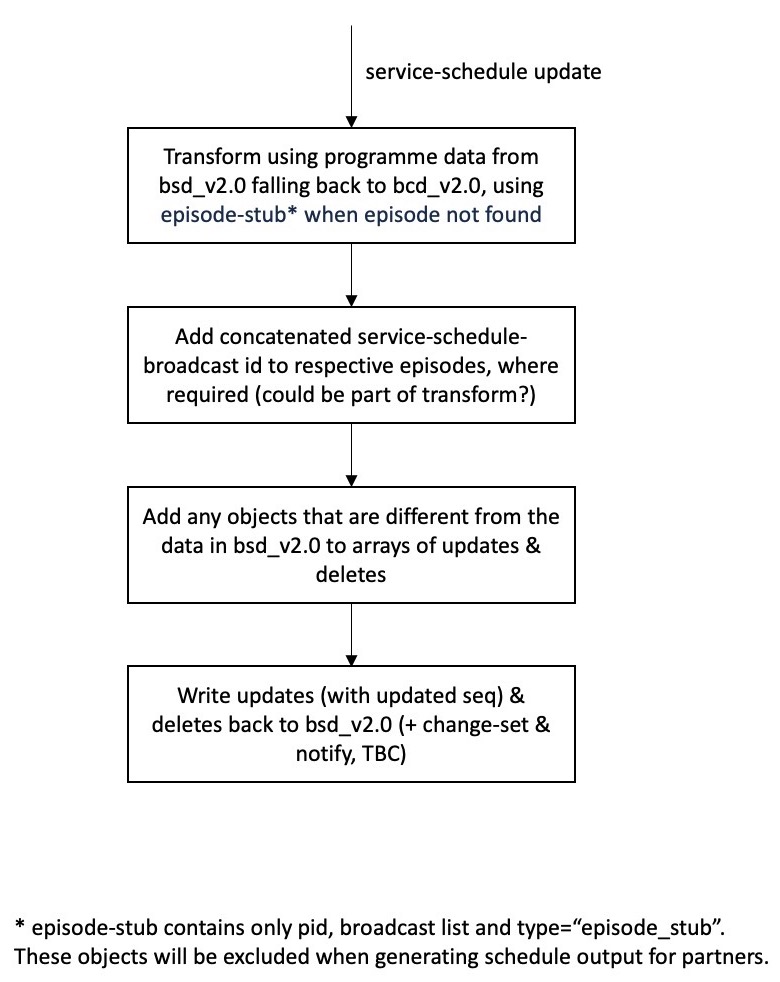 service-schedule update
Transform using programme data from
bsd_v2.0 falling back to bcd_v2.0, using
episode-stub* when episode not found
Add concatenated service-schedule-
broadcast id to respective episodes, where
required (could be part of transform?)
Add any objects that are different from the
data in bsd_v2.0 to arrays of updates &
deletes
Write updates (with updated seq) &
deletes back to bsd_v2.0 (+ change-set &
notify, TBC)
* episode-stub contains only pid, broadcast list and type=“episode_stub”.
These objects will be excluded when generating schedule output for partners.